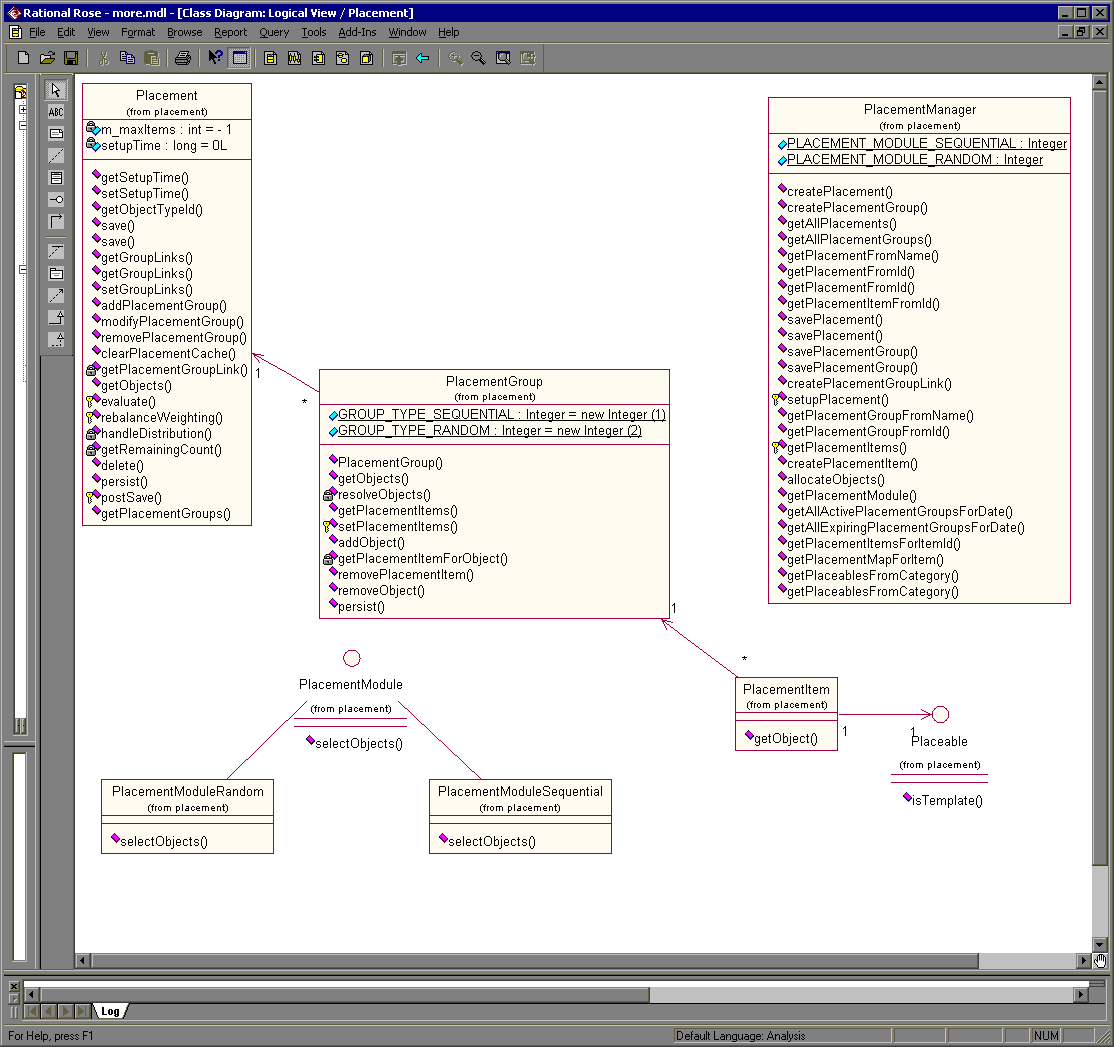 Rational Rose - more.mdl - [Class Diagram: Logical View / Placement]
File Edit View Format Browse Report Query Tools Add-Ins Window Help
ABC
Placement
(from placement)
m_maxItems : int = - 1
setupTime : long = 0L
getSetupTime()
setSetupTime()
getObjectTypeId()
save()
save()
getGroupLinks()
getGroupLinks()
setGroupLinks()
addPlacementGroup()
modifyPlacementGroup()
removePlacementGroup()
clearPlacementCache()
getPlacementGroupLink()
getObjects()
evaluate()
rebalanceWeighting()
handleDistribution()
getRemainingCount()
delete()
persist()
postSave()
getPlacementGroups()
1
*
PlacementGroup
(from placement)
GROUP_TYPE_SEQUENTIAL : Integer = new Integer (1)
GROUP_TYPE_RANDOM : Integer = new Integer (2)
PlacementGroup()
getObjects()
resolveObjects()
getPlacementItems()
setPlacementItems()
addObject()
getPlacementItemForObject()
removePlacementItem()
removeObject()
persist()
1
*
PlacementManager
(from placement)
PLACEMENT_MODULE_SEQUENTIAL : Integer
PLACEMENT_MODULE_RANDOM : Integer
createPlacement()
createPlacementGroup()
getAllPlacements()
getAllPlacementGroups()
getPlacementFromName()
getPlacementFromId()
getPlacementFromId()
getPlacementItemFromId()
savePlacement()
savePlacement()
savePlacementGroup()
savePlacementGroup()
createPlacementGroupLink()
setupPlacement()
getPlacementGroupFromName()
getPlacementGroupFromId()
getPlacementItems()
createPlacementItem()
allocateObjects()
getPlacementModule()
getAllActivePlacementGroupsForDate()
getAllExpiringPlacementGroupsForDate()
getPlacementItemsForItemId()
getPlacementMapForItem()
getPlaceablesFromCategory()
getPlaceablesFromCategory()
PlacementModule
(from placement)
selectObjects()
PlacementItem
(from placement)
getObject()
1
1
Placeable
(from placement)
isTemplate()
PlacementModuleRandom
(from placement)
selectObjects()
PlacementModuleSequential
(from placement)
selectObjects()
Log
For Help, press F1
Default Language: Analysis
NUM